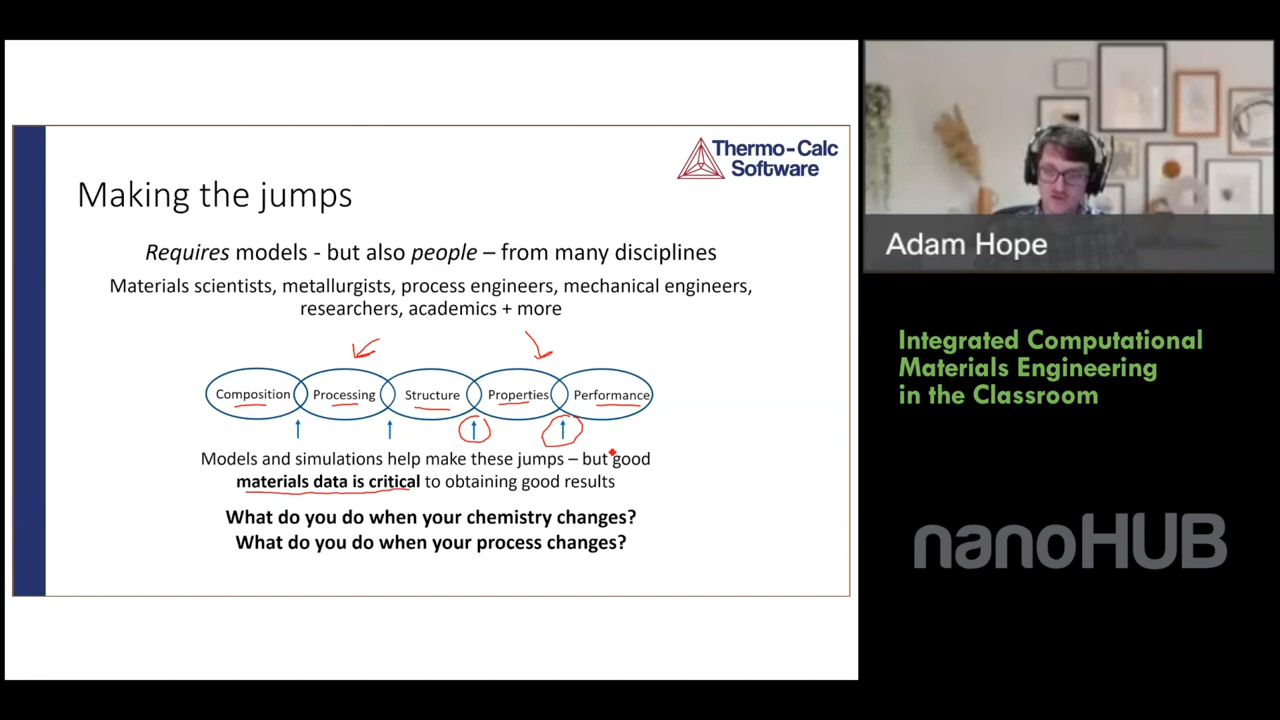 Thermo-Calc
Software
Making the jumps
Requires models - but also people – from many disciplines
Materials scientists, metallurgists, process engineers, mechanical engineers,
researchers, academics + more
Composition Processing Structure Properties Performance
Models and simulations help make these jumps – but good
materials data is critical to obtaining good results
What do you do when your chemistry changes?
What do you do when your process changes?
Adam Hope
Integrated Computational
Materials Engineering
in the Classroom
nanoHUB